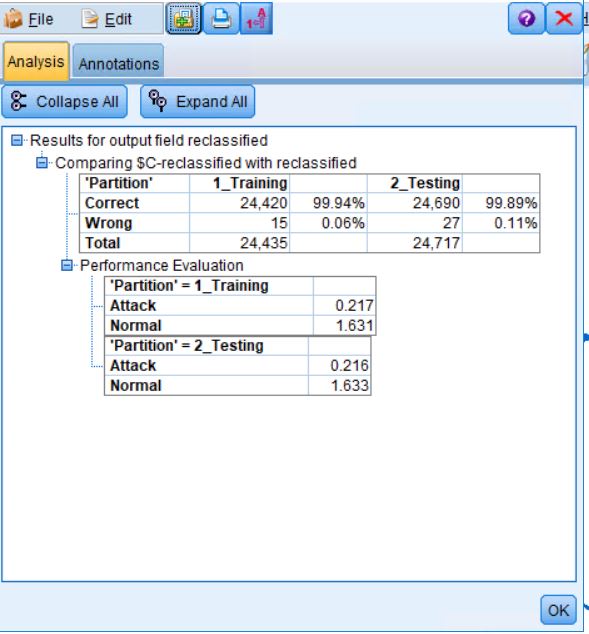 File Edit
Analysis Annotations
Collapse All Expand All
Results for output field reclassified
Comparing $C-reclassified with reclassified
'Partition' 1_Training 2_Testing
Correct 24,420 99.94% 24,690 99.89%
Wrong 15 0.06% 27 0.11%
Total 24,435 24,717
Performance Evaluation
'Partition' = 1_Training
Attack 0.217
Normal 1.631
'Partition' = 2_Testing
Attack 0.216
Normal 1.633
OK